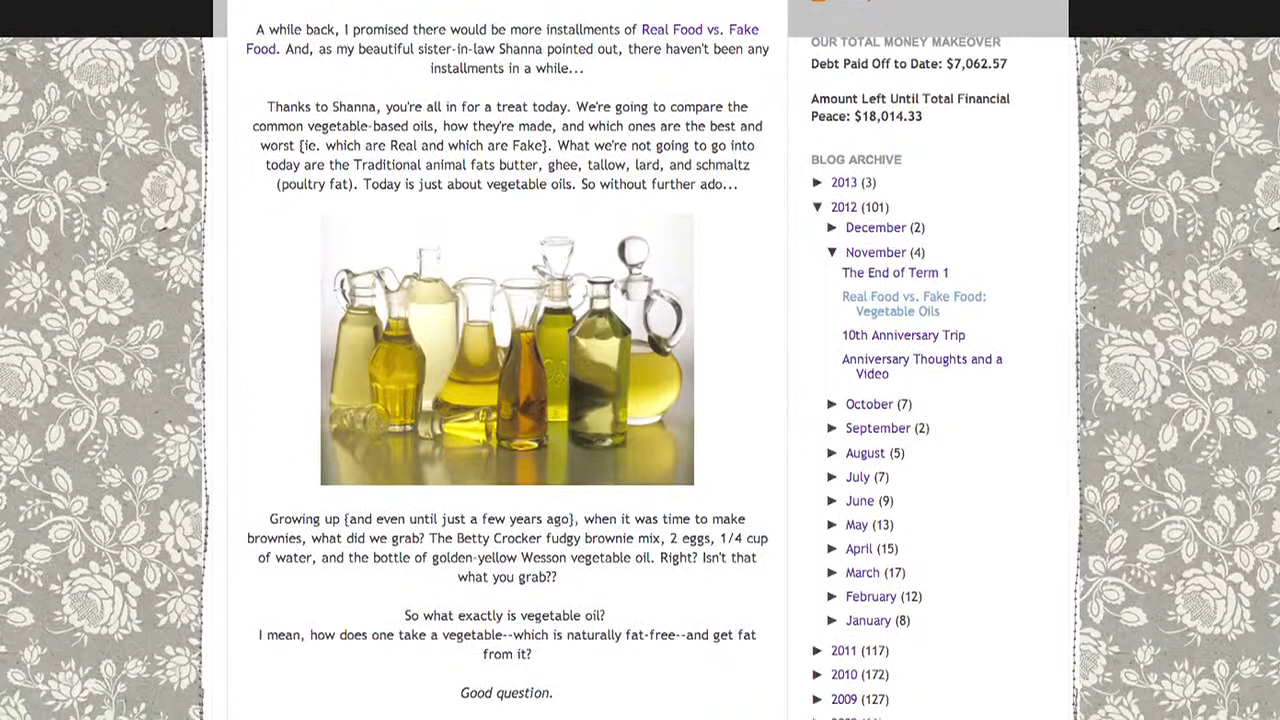 A while back, I promised there would be more installments of Real Food vs. Fake
Food. And, as my beautiful sister-in-law Shanna pointed out, there haven't been any
installments in a while...
Thanks to Shanna, you're all in for a treat today. We're going to compare the
common vegetable-based oils, how they're made, and which ones are the best and
worst {ie. which are Real and which are Fake}. What we're not going to go into
today are the Traditional animal fats butter, ghee, tallow, lard, and schmaltz
(poultry fat). Today is just about vegetable oils. So without further ado...
Growing up {and even until just a few years ago}, when it was time to make
brownies, what did we grab? The Betty Crocker fudgy brownie mix, 2 eggs, 1/4 cup
of water, and the bottle of golden-yellow Wesson vegetable oil. Right? Isn't that
what you grab??
So what exactly is vegetable oil?
I mean, how does one take a vegetable--which is naturally fat-free--and get fat
from it?
Good question.
OUR TOTAL MONEY MAKEOVER
Debt Paid Off to Date: $7,062.57
Amount Left Until Total Financial
Peace: $18,014.33
BLOG ARCHIVE
► 2013 (3)
▼ 2012 (101)
► December (2)
▼ November (4)
The End of Term 1
Real Food vs. Fake Food:
Vegetable Oils
10th Anniversary Trip
Anniversary Thoughts and a
Video
► October (7)
► September (2)
► August (5)
► July (7)
► June (9)
► May (13)
► April (15)
► March (17)
► February (12)
► January (8)
► 2011 (117)
► 2010 (172)
► 2009 (127)